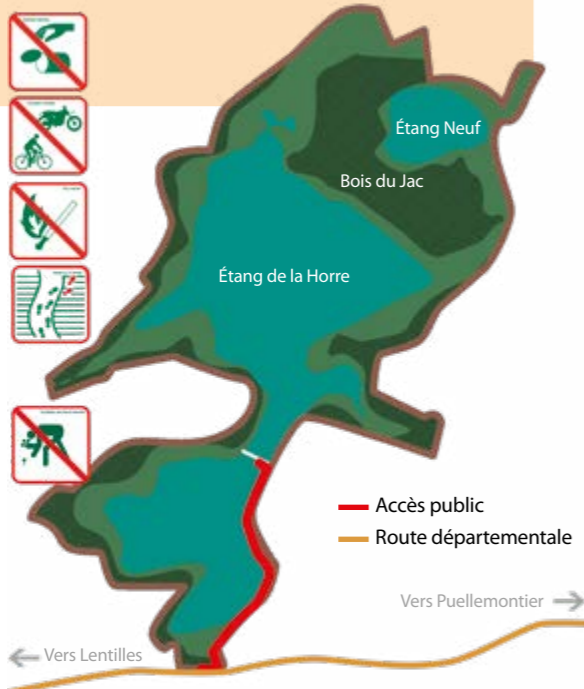 Étang Neuf
Bois du Jac
Étang de la Horre
Accès public
Route départementale
Vers Puellemontier
Vers Lentilles